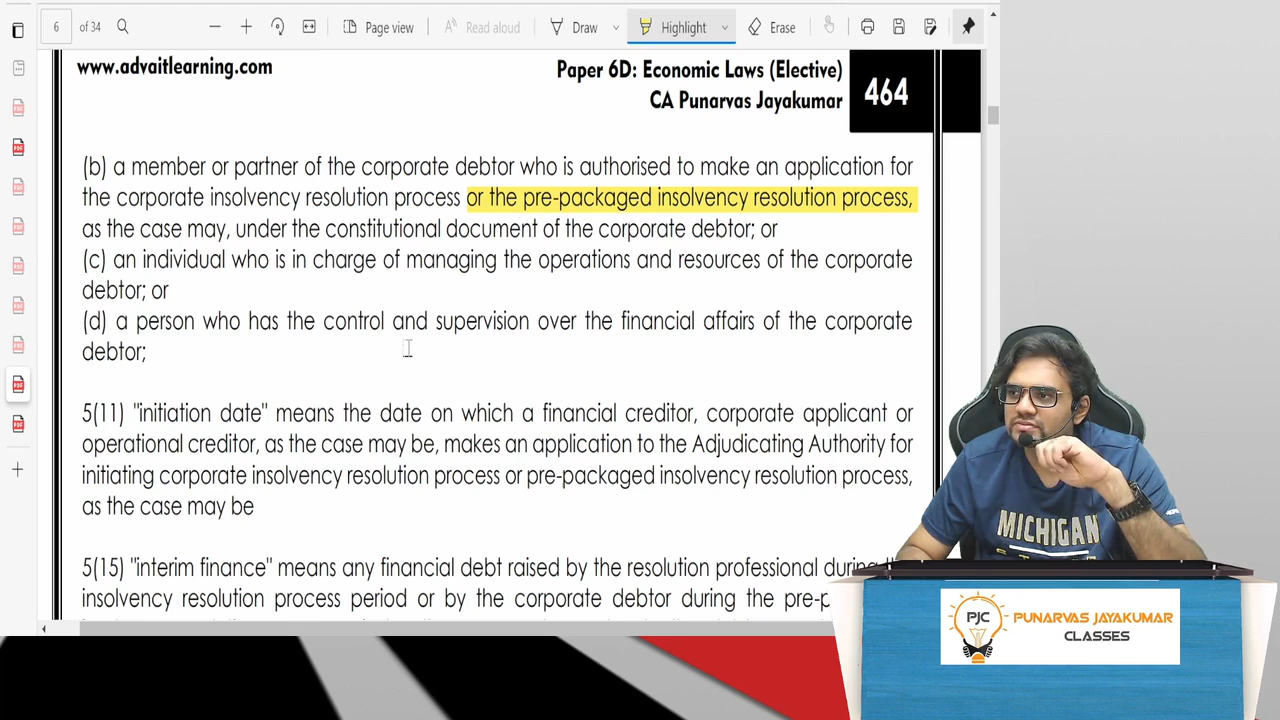 6 of 34 Page view Read aloud Draw Highlight Erase
www.advaitlearning.com
Paper 6D: Economic Laws (Elective)
CA Punarvas Jayakumar
464
(b) a member or partner of the corporate debtor who is authorised to make an application for
the corporate insolvency resolution process or the pre-packaged insolvency resolution process,
as the case may, under the constitutional document of the corporate debtor; or
(c) an individual who is in charge of managing the operations and resources of the corporate
debtor; or
(d) a person who has the control and supervision over the financial affairs of the corporate
debtor;
5(11) "initiation date" means the date on which a financial creditor, corporate applicant or
operational creditor, as the case may be, makes an application to the Adjudicating Authority for
initiating corporate insolvency resolution process or pre-packaged insolvency resolution process,
as the case may be
5(15) "interim finance" means any financial debt raised by the resolution professional during
insolvency resolution process period or by the corporate debtor during the
MICHIGAN
PJC
PUNARVAS JAYAKUMAR
CLASSES